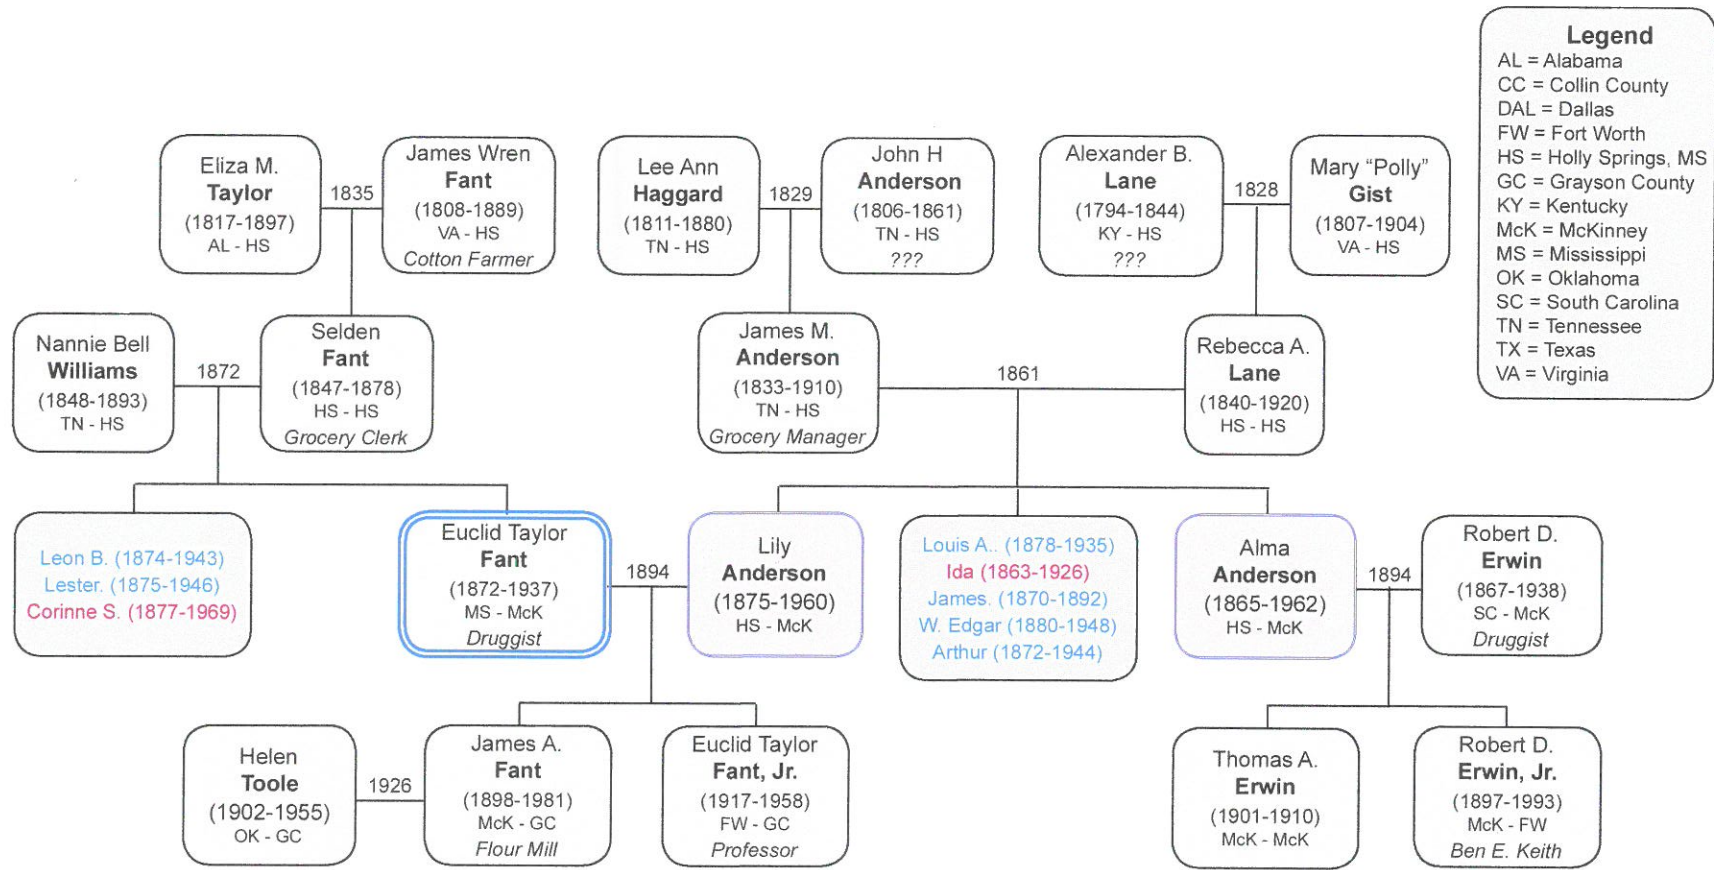 Legend
AL = Alabama
CC = Collin County
DAL = Dallas
FW = Fort Worth
HS = Holly Springs, MS
GC = Grayson County
KY = Kentucky
McK = McKinney
MS = Mississippi
OK = Oklahoma
SC = South Carolina
TN = Tennessee
TX = Texas
VA = Virginia
Eliza M.
Taylor
(1817-1897)
AL - HS
1835
James Wren
Fant
(1808-1889)
VA - HS
Cotton Farmer
Lee Ann
Haggard
(1811-1880)
TN - HS
1829
John H
Anderson
(1806-1861)
TN - HS
???
Alexander B.
Lane
(1794-1844)
KY - HS
???
1828
Mary “Polly”
Gist
(1807-1904)
VA - HS
Nannie Bell
Williams
(1848-1893)
TN - HS
1872
Selden
Fant
(1847-1878)
HS - HS
Grocery Clerk
James M.
Anderson
(1833-1910)
TN - HS
Grocery Manager
1861
Rebecca A.
Lane
(1840-1920)
HS - HS
Leon B. (1874-1943)
Lester. (1875-1946)
Corinne S. (1877-1969)
Euclid Taylor
Fant
(1872-1937)
MS - McK
Druggist
1894
Lily
Anderson
(1875-1960)
HS - McK
Louis A.. (1878-1935)
Ida (1863-1926)
James. (1870-1892)
W. Edgar (1880-1948)
Arthur (1872-1944)
Alma
Anderson
(1865-1962)
HS - McK
1894
Robert D.
Erwin
(1867-1938)
SC - McK
Druggist
Helen
Toole
(1902-1955)
OK - GC
1926
James A.
Fant
(1898-1981)
McK - GC
Flour Mill
Euclid Taylor
Fant, Jr.
(1917-1958)
FW - GC
Professor
Thomas A.
Erwin
(1901-1910)
McK - McK
Robert D.
Erwin, Jr.
(1897-1993)
McK - FW
Ben E. Keith